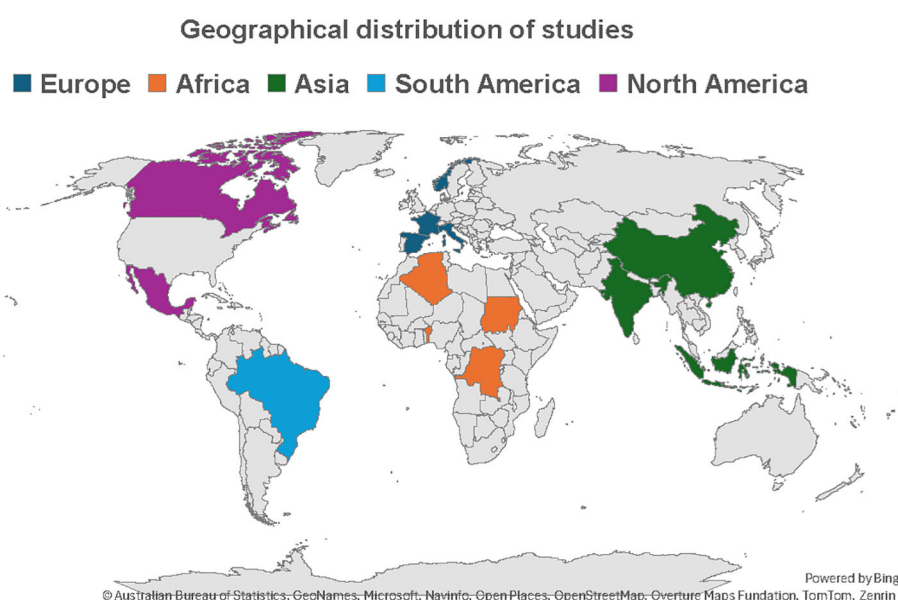 Geographical distribution of studies
Europe Africa Asia South America North America
Powered by Bing
© Australian Bureau of Statistics, GeoNames, Microsoft, Navinfo, Open Places, OpenStreetMap, Overture Maps Fundation, TomTom, Zenrin